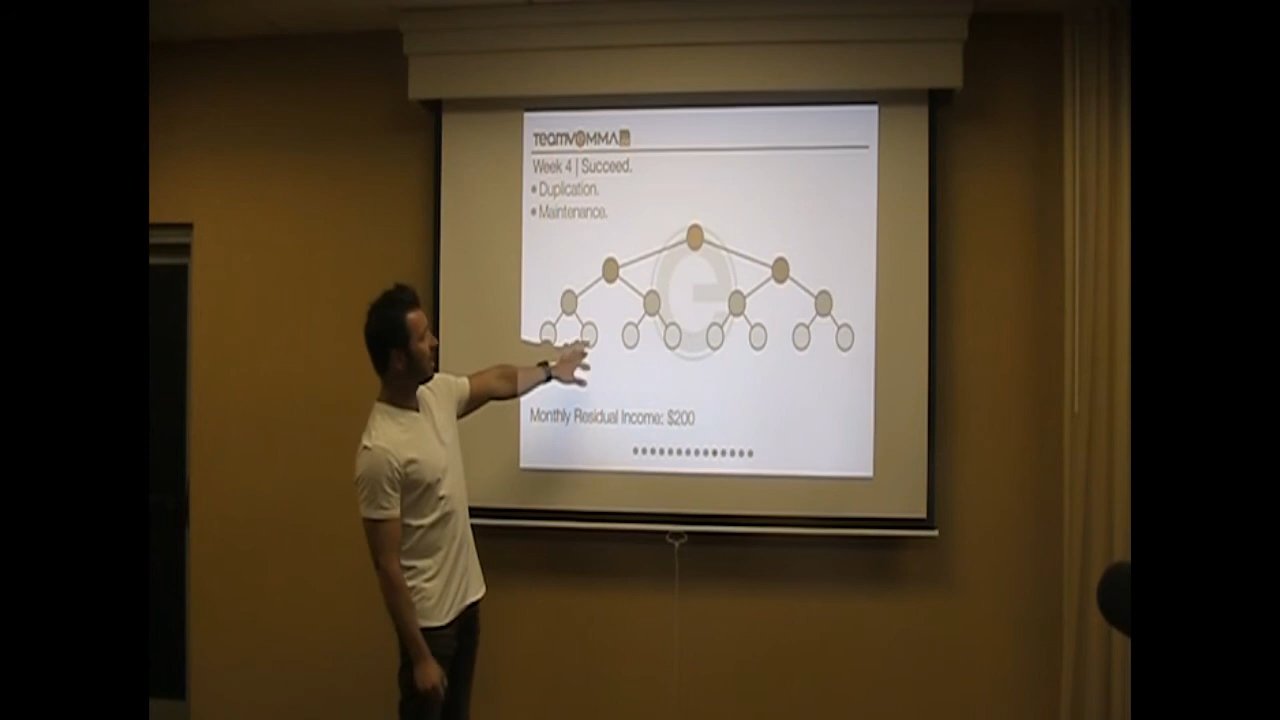 Teamvemma
Week 4 | Succeed.
• Duplication.
• Maintenance.
e
Monthly Residual Income: $200